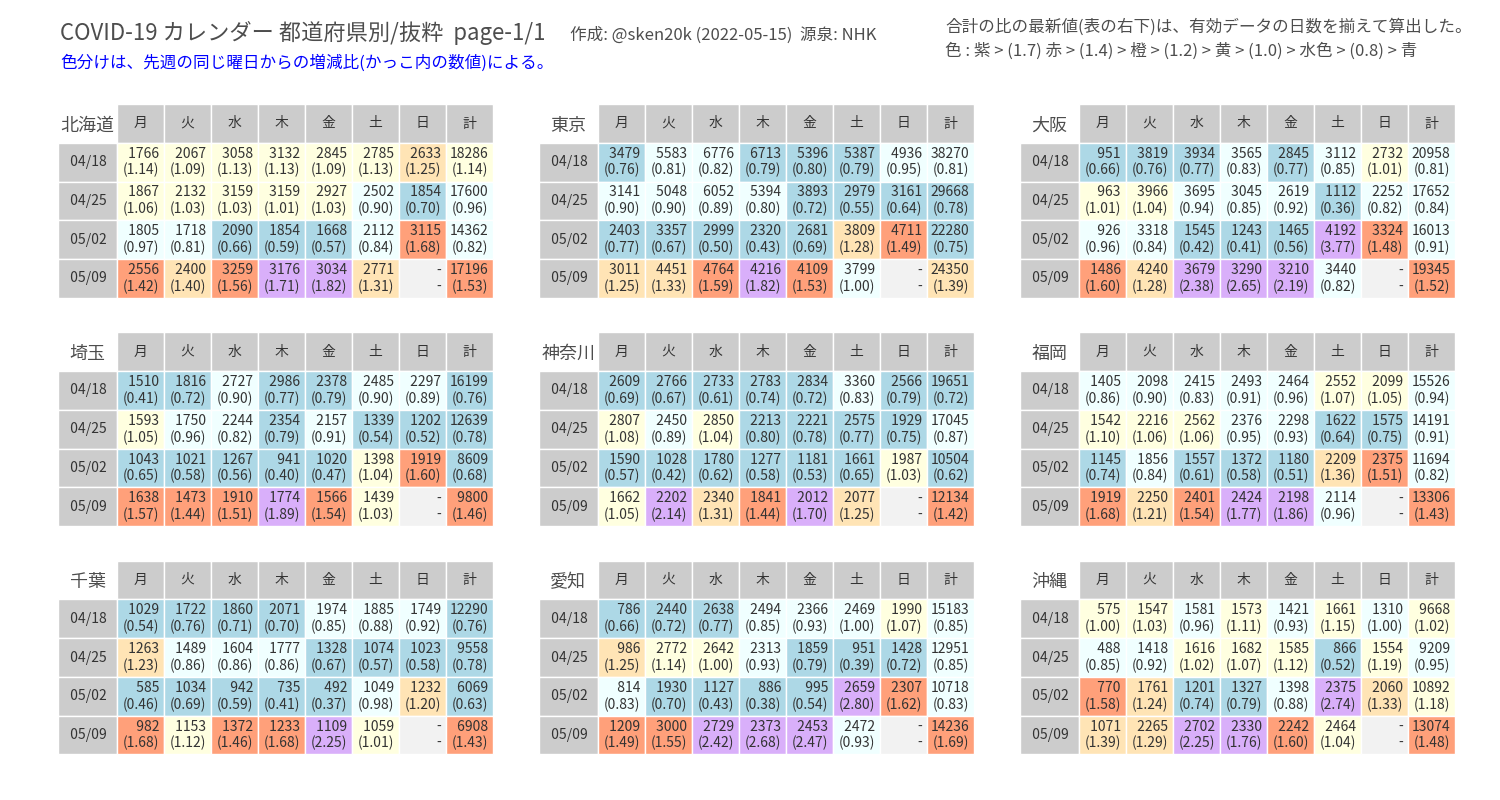 COVID-19 カレンダー 都道府県別/抜粋 page-1/1 作成: @sken20k (2022-05-15) 源泉: NHK
合計の比の最新値(表の右下)は、有効データの日数を揃えて算出した。
色分けは、先週の同じ曜日からの増減比(かっこ内の数値)による。
色 : 紫 > (1.7) 赤 > (1.4) > 橙 > (1.2) > 黄 > (1.0) > 水色 > (0.8) > 青
北海道 月 火 水 木 金 土 日 計
04/18 1766 2067 3058 3132 2845 2785 2633 18286
(1.14) (1.09) (1.13) (1.13) (1.09) (1.13) (1.25) (1.14)
04/25 1867 2132 3159 3159 2927 2502 1854 17600
(1.06) (1.03) (1.03) (1.01) (1.03) (0.90) (0.70) (0.96)
05/02 1805 1718 2090 1854 1668 2112 3115 14362
(0.97) (0.81) (0.66) (0.59) (0.57) (0.84) (1.68) (0.82)
05/09 2556 2400 3259 3176 3034 2771 - 17196
(1.42) (1.40) (1.56) (1.71) (1.82) (1.31) - (1.53)
東京 月 火 水 木 金 土 日 計
04/18 3479 5583 6776 6713 5396 5387 4936 38270
(0.76) (0.81) (0.82) (0.79) (0.80) (0.79) (0.95) (0.81)
04/25 3141 5048 6052 5394 3893 2979 3161 29668
(0.90) (0.90) (0.89) (0.80) (0.72) (0.55) (0.64) (0.78)
05/02 2403 3357 2999 2320 2681 3809 4711 22280
(0.77) (0.67) (0.50) (0.43) (0.69) (1.28) (1.49) (0.75)
05/09 3011 4451 4764 4216 4109 3799 - 24350
(1.25) (1.33) (1.59) (1.82) (1.53) (1.00) - (1.39)
大阪 月 火 水 木 金 土 日 計
04/18 951 3819 3934 3565 2845 3112 2732 20958
(0.66) (0.76) (0.77) (0.83) (0.77) (0.85) (1.01) (0.81)
04/25 963 3966 3695 3045 2619 1112 2252 17652
(1.01) (1.04) (0.94) (0.85) (0.92) (0.36) (0.82) (0.84)
05/02 926 3318 1545 1243 1465 4192 3324 16013
(0.96) (0.84) (0.42) (0.41) (0.56) (3.77) (1.48) (0.91)
05/09 1486 4240 3679 3290 3210 3440 - 19345
(1.60) (1.28) (2.38) (2.65) (2.19) (0.82) - (1.52)
埼玉 月 火 水 木 金 土 日 計
04/18 1510 1816 2727 2986 2378 2485 2297 16199
(0.41) (0.72) (0.90) (0.77) (0.79) (0.90) (0.89) (0.76)
04/25 1593 1750 2244 2354 2157 1339 1202 12639
(1.05) (0.96) (0.82) (0.79) (0.91) (0.54) (0.52) (0.78)
05/02 1043 1021 1267 941 1020 1398 1919 8609
(0.65) (0.58) (0.56) (0.40) (0.47) (1.04) (1.60) (0.68)
05/09 1638 1473 1910 1774 1566 1439 - 9800
(1.57) (1.44) (1.51) (1.89) (1.54) (1.03) - (1.46)
神奈川 月 火 水 木 金 土 日 計
04/18 2609 2766 2733 2783 2834 3360 2566 19651
(0.69) (0.67) (0.61) (0.74) (0.72) (0.83) (0.79) (0.72)
04/25 2807 2450 2850 2213 2221 2575 1929 17045
(1.08) (0.89) (1.04) (0.80) (0.78) (0.77) (0.75) (0.87)
05/02 1590 1028 1780 1277 1181 1661 1987 10504
(0.57) (0.42) (0.62) (0.58) (0.53) (0.65) (1.03) (0.62)
05/09 1662 2202 2340 1841 2012 2077 - 12134
(1.05) (2.14) (1.31) (1.44) (1.70) (1.25) - (1.42)
福岡 月 火 水 木 金 土 日 計
04/18 1405 2098 2415 2493 2464 2552 2099 15526
(0.86) (0.90) (0.83) (0.91) (0.96) (1.07) (1.05) (0.94)
04/25 1542 2216 2562 2376 2298 1622 1575 14191
(1.10) (1.06) (1.06) (0.95) (0.93) (0.64) (0.75) (0.91)
05/02 1145 1856 1557 1372 1180 2209 2375 11694
(0.74) (0.84) (0.61) (0.58) (0.51) (1.36) (1.51) (0.82)
05/09 1919 2250 2401 2424 2198 2114 - 13306
(1.68) (1.21) (1.54) (1.77) (1.86) (0.96) - (1.43)
千葉 月 火 水 木 金 土 日 計
04/18 1029 1722 1860 2071 1974 1885 1749 12290
(0.54) (0.76) (0.71) (0.70) (0.85) (0.88) (0.92) (0.76)
04/25 1263 1489 1604 1777 1328 1074 1023 9558
(1.23) (0.86) (0.86) (0.86) (0.67) (0.57) (0.58) (0.78)
05/02 585 1034 942 735 492 1049 1232 6069
(0.46) (0.69) (0.59) (0.41) (0.37) (0.98) (1.20) (0.63)
05/09 982 1153 1372 1233 1109 1059 - 6908
(1.68) (1.12) (1.46) (1.68) (2.25) (1.01) - (1.43)
愛知 月 火 水 木 金 土 日 計
04/18 786 2440 2638 2494 2366 2469 1990 15183
(0.66) (0.72) (0.77) (0.85) (0.93) (1.00) (1.07) (0.85)
04/25 986 2772 2642 2313 1859 951 1428 12951
(1.25) (1.14) (1.00) (0.93) (0.79) (0.39) (0.72) (0.85)
05/02 814 1930 1127 886 995 2659 2307 10718
(0.83) (0.70) (0.43) (0.38) (0.54) (2.80) (1.62) (0.83)
05/09 1209 3000 2729 2373 2453 2472 - 14236
(1.49) (1.55) (2.42) (2.68) (2.47) (0.93) - (1.69)
沖縄 月 火 水 木 金 土 日 計
04/18 575 1547 1581 1573 1421 1661 1310 9668
(1.00) (1.03) (0.96) (1.11) (0.93) (1.15) (1.00) (1.02)
04/25 488 1418 1616 1682 1585 866 1554 9209
(0.85) (0.92) (1.02) (1.07) (1.12) (0.52) (1.19) (0.95)
05/02 770 1761 1201 1327 1398 2375 2060 10892
(1.58) (1.24) (0.74) (0.79) (0.88) (2.74) (1.33) (1.18)
05/09 1071 2265 2702 2330 2242 2464 - 13074
(1.39) (1.29) (2.25) (1.76) (1.60) (1.04) - (1.48)